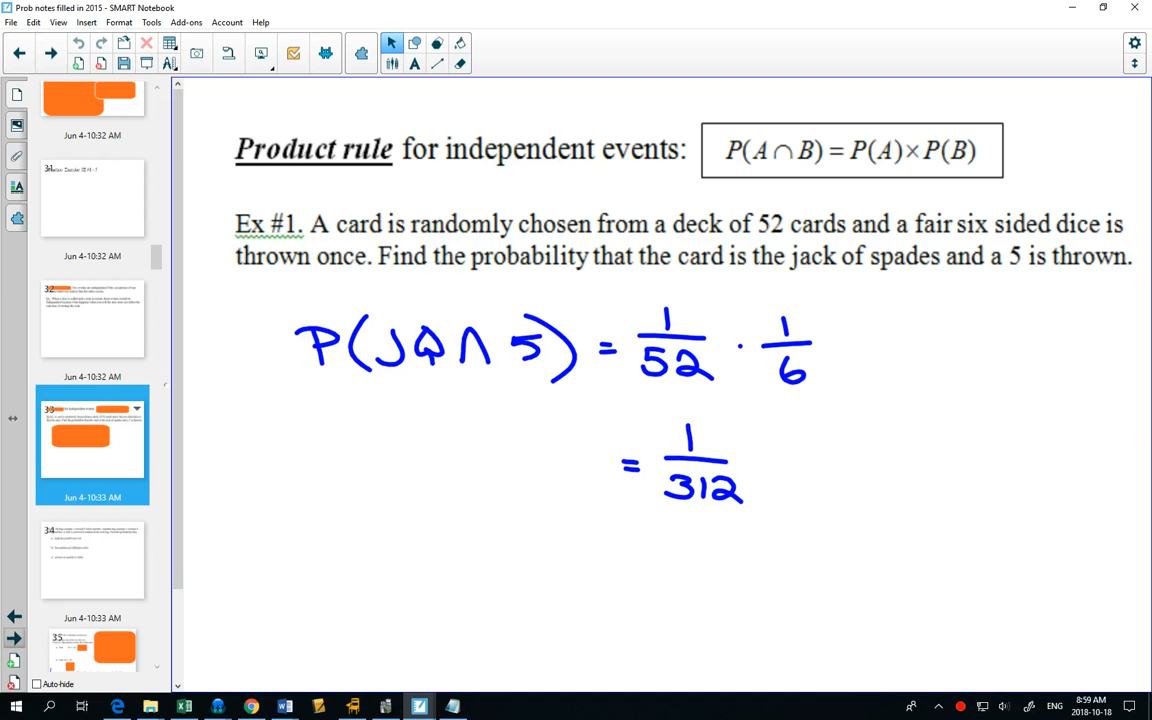 Prob notes filled in 2015 - SMART Notebook
File Edit View Insert Format Tools Add-ons Account Help
Jun 4-10:32 AM
31
Jun 4-10:32 AM
32
Jun 4-10:32 AM
33
Jun 4-10:33 AM
34
Jun 4-10:33 AM
35
Auto-hide
Product rule for independent events: P(A ∩ B) = P(A)×P(B)
Ex #1. A card is randomly chosen from a deck of 52 cards and a fair six sided dice is
thrown once. Find the probability that the card is the jack of spades and a 5 is thrown.
P(J♠ ∩ 5) = 1/52 · 1/6
= 1/312
ENG
8:59 AM
2018-10-18